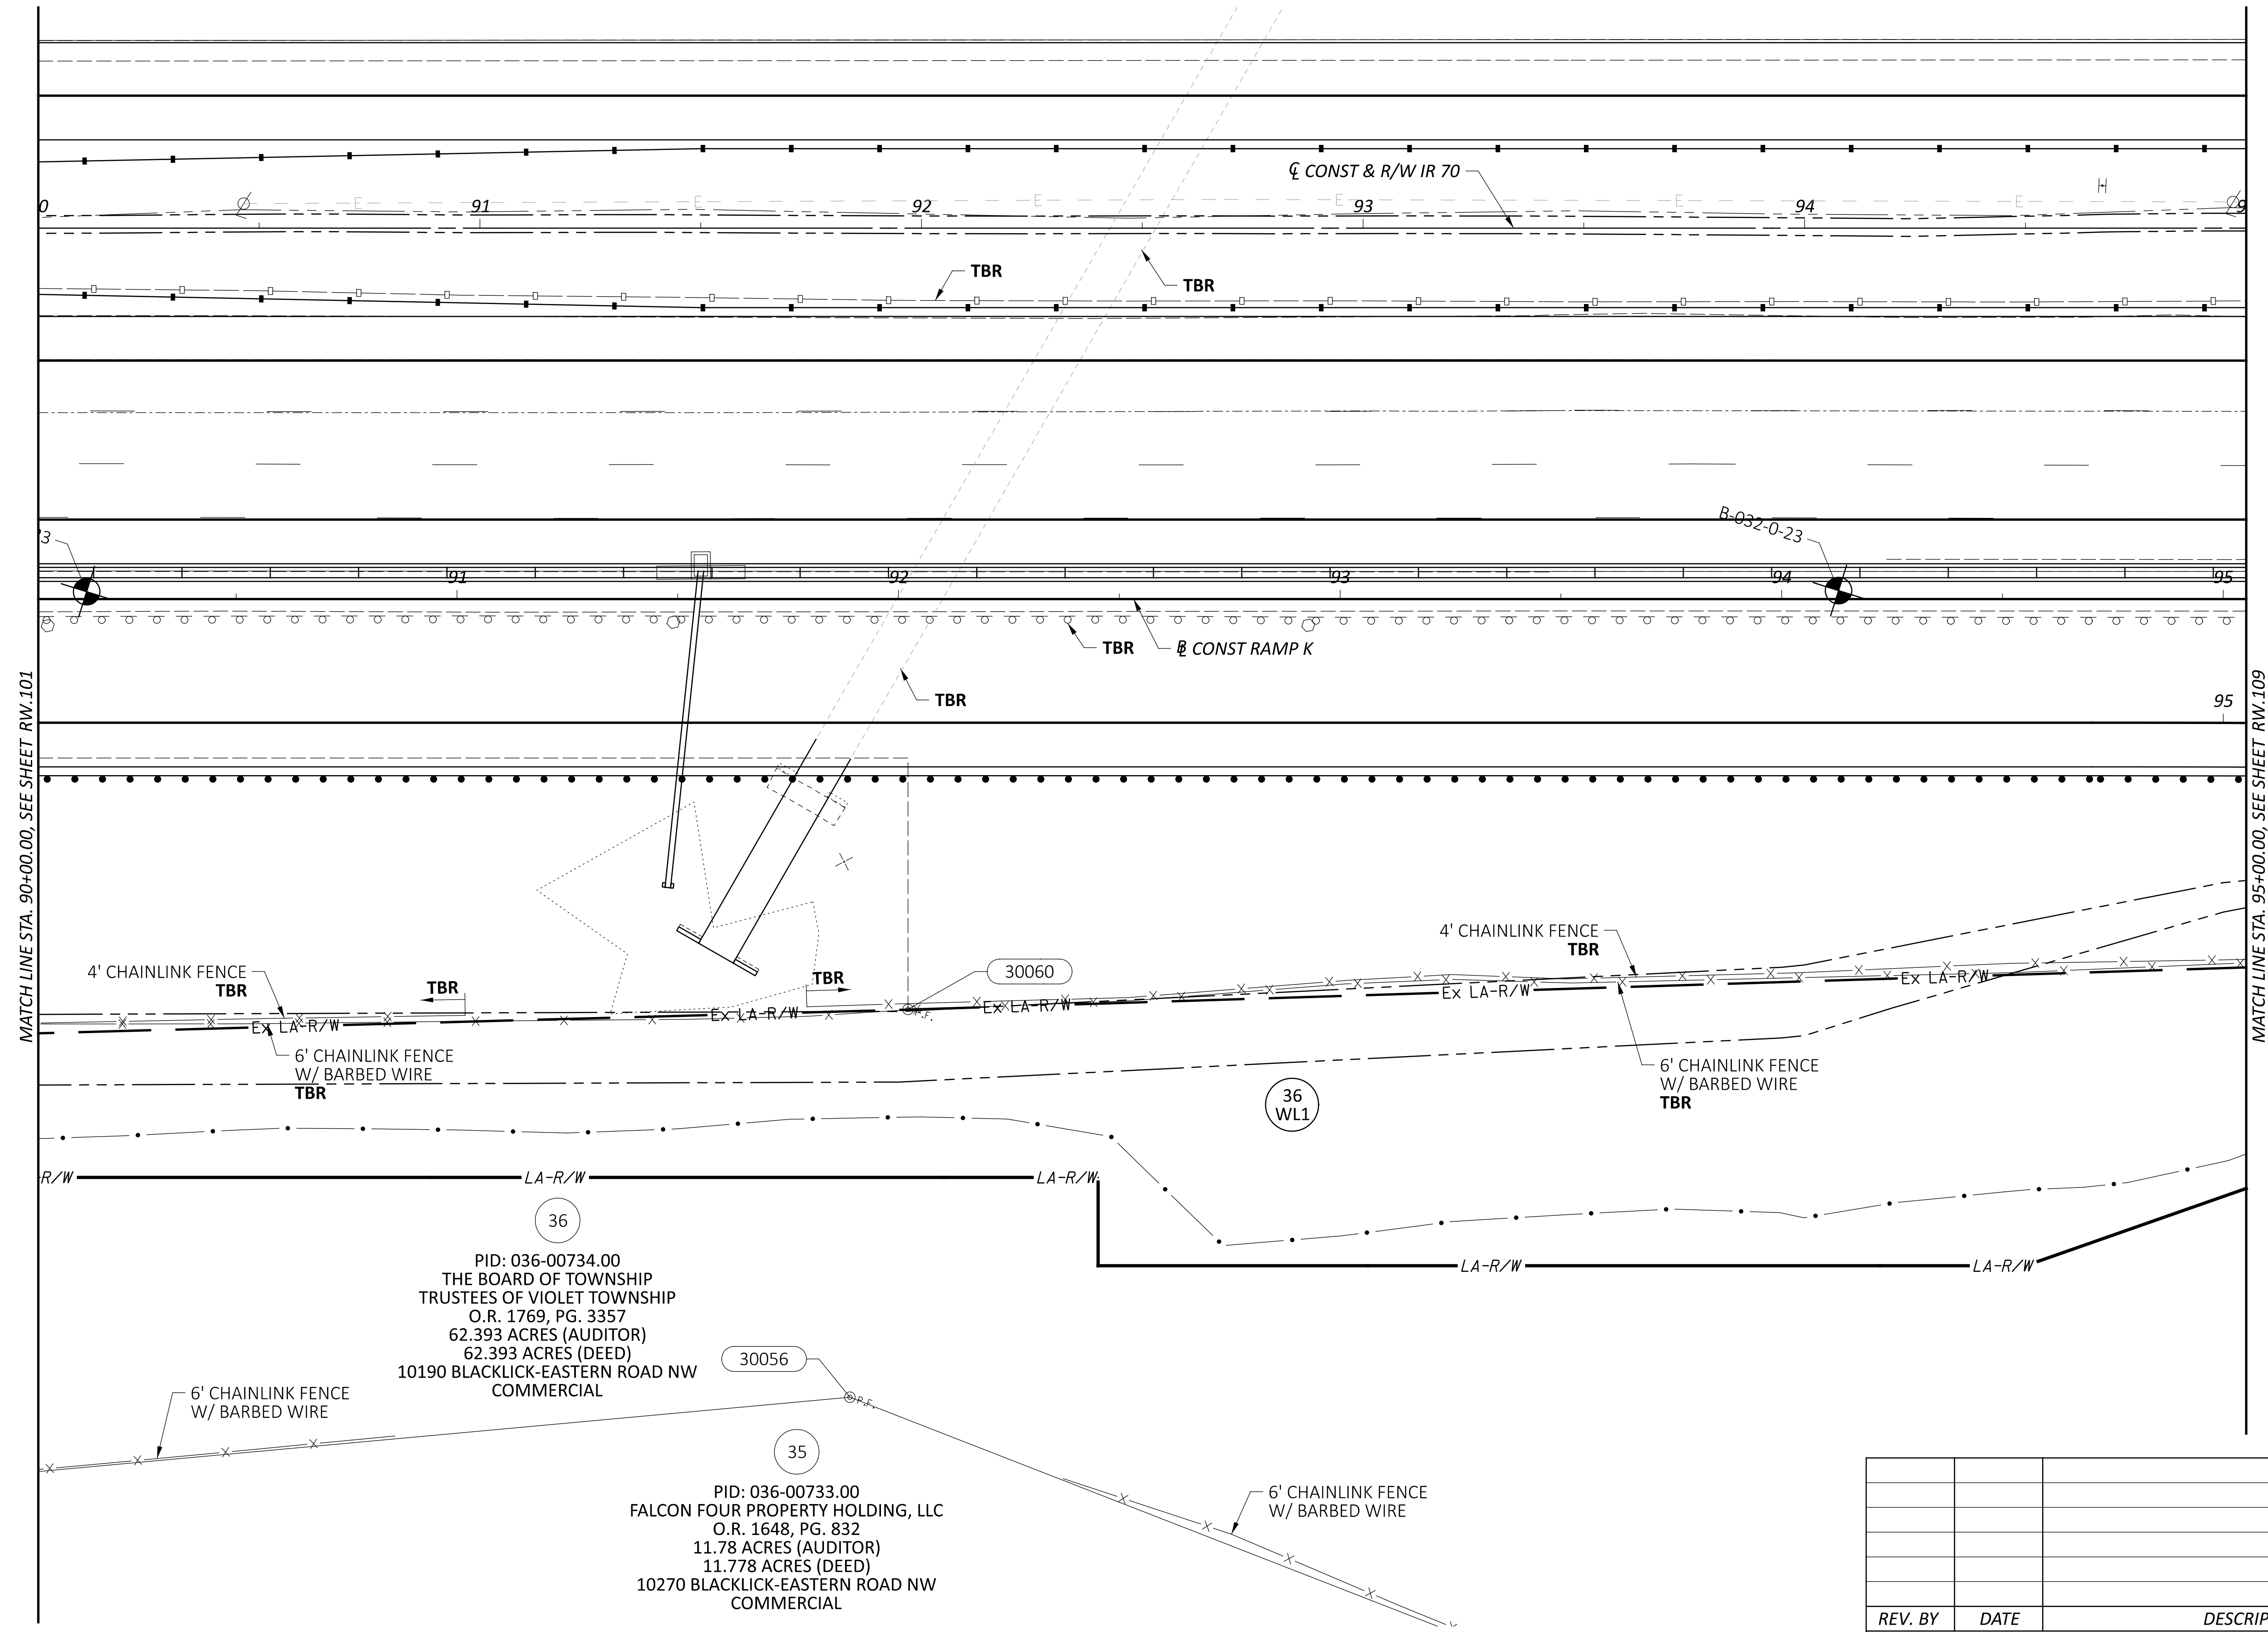 ℄ CONST & R/W IR 70
0
91
92
93
94
9
E E E E E E
TBR
TBR
B-032-0-23
23
91
92
93
94
95
TBR
℄ CONST RAMP K
TBR
95
MATCH LINE STA. 90+00.00, SEE SHEET RW.101
MATCH LINE STA. 95+00.00, SEE SHEET RW.109
4' CHAINLINK FENCE
TBR
TBR
TBR
30060
4' CHAINLINK FENCE
TBR
Ex LA-R/W
Ex LA-R/W
Ex LA-R/W
Ex LA-R/W
Ex LA-R/W
P.F.
6' CHAINLINK FENCE
W/ BARBED WIRE
TBR
6' CHAINLINK FENCE
W/ BARBED WIRE
TBR
36
WL1
-R/W
LA-R/W
LA-R/W
LA-R/W
LA-R/W
36
PID: 036-00734.00
THE BOARD OF TOWNSHIP
TRUSTEES OF VIOLET TOWNSHIP
O.R. 1769, PG. 3357
62.393 ACRES (AUDITOR)
62.393 ACRES (DEED)
10190 BLACKLICK-EASTERN ROAD NW
COMMERCIAL
30056
P.F.
6' CHAINLINK FENCE
W/ BARBED WIRE
35
PID: 036-00733.00
FALCON FOUR PROPERTY HOLDING, LLC
O.R. 1648, PG. 832
11.78 ACRES (AUDITOR)
11.778 ACRES (DEED)
10270 BLACKLICK-EASTERN ROAD NW
COMMERCIAL
6' CHAINLINK FENCE
W/ BARBED WIRE
REV. BY DATE DESCRIP